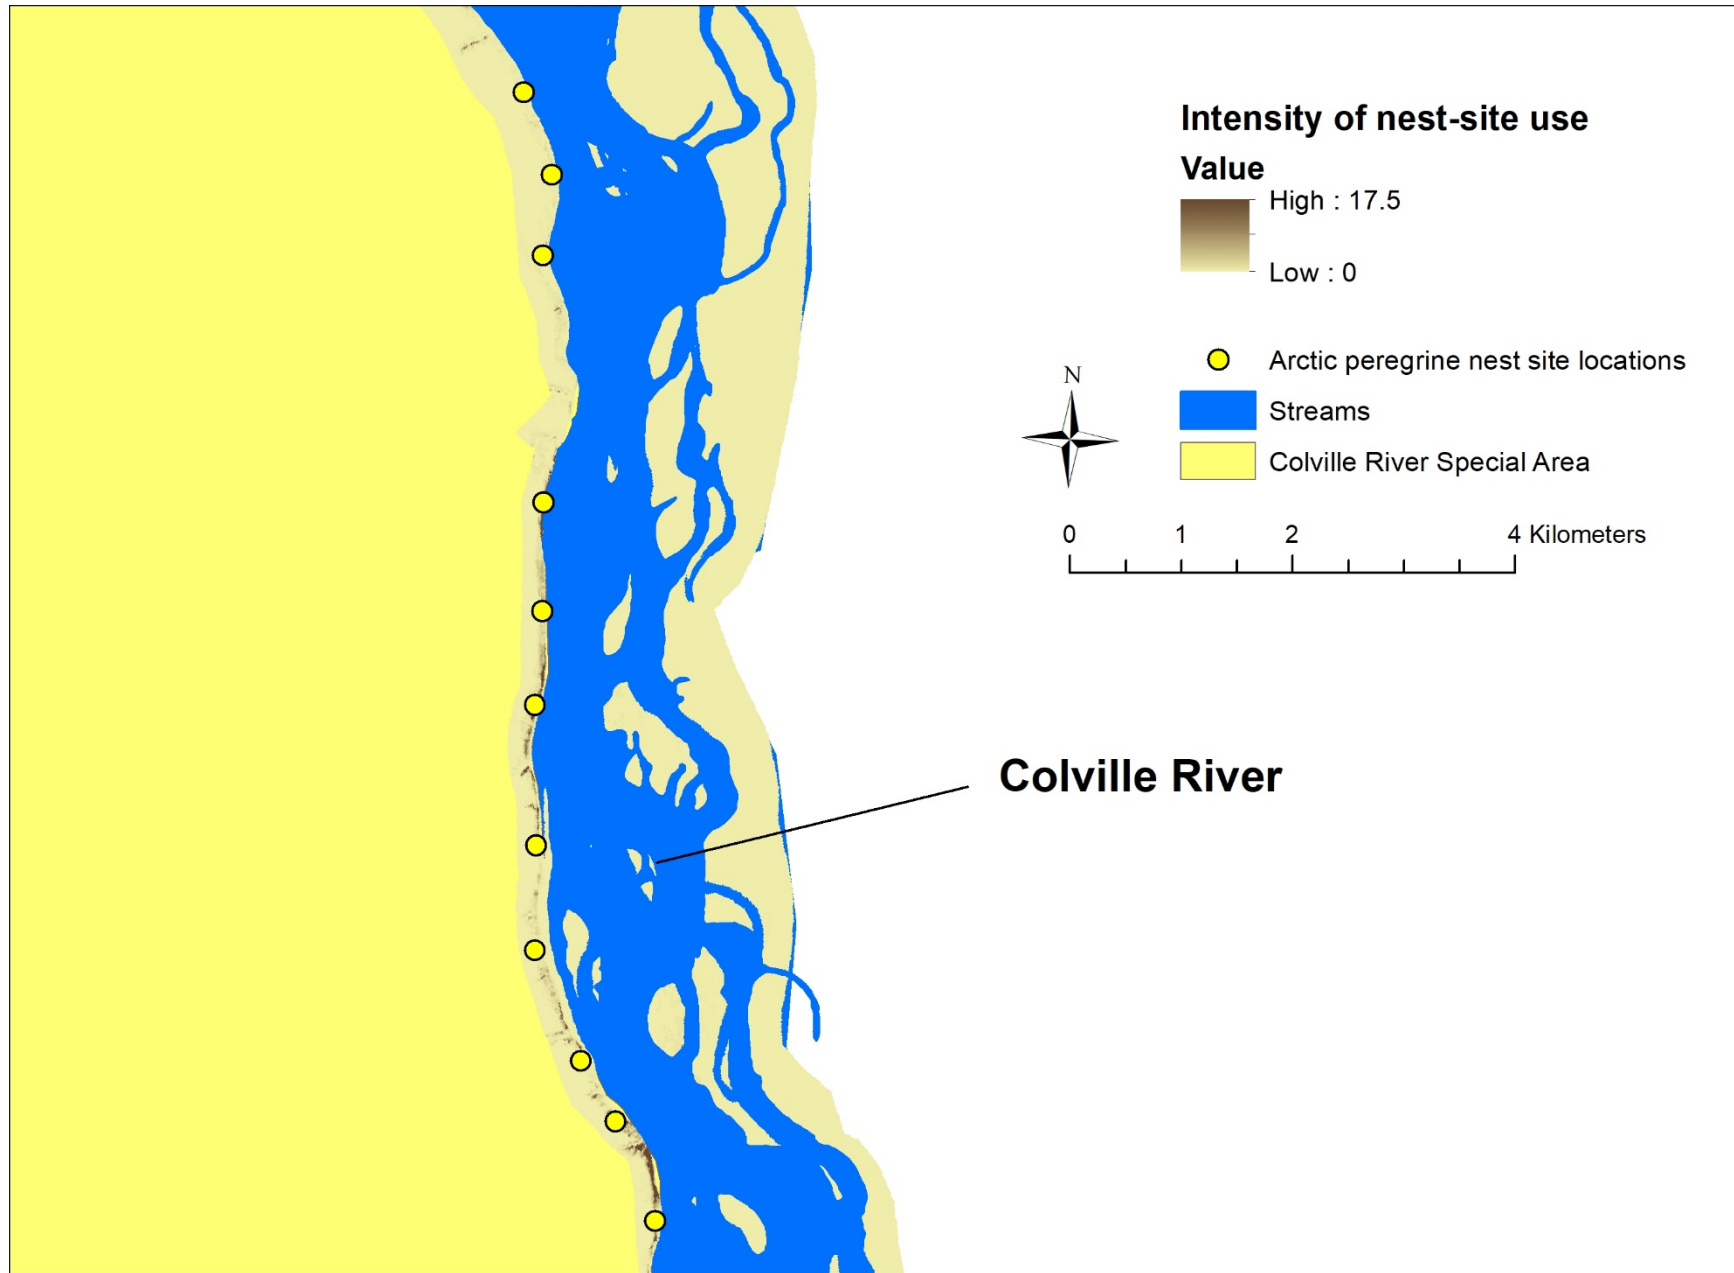 Intensity of nest-site use
Value
High : 17.5
Low : 0
Arctic peregrine nest site locations
Streams
Colville River Special Area
N
0 1 2 4 Kilometers
Colville River